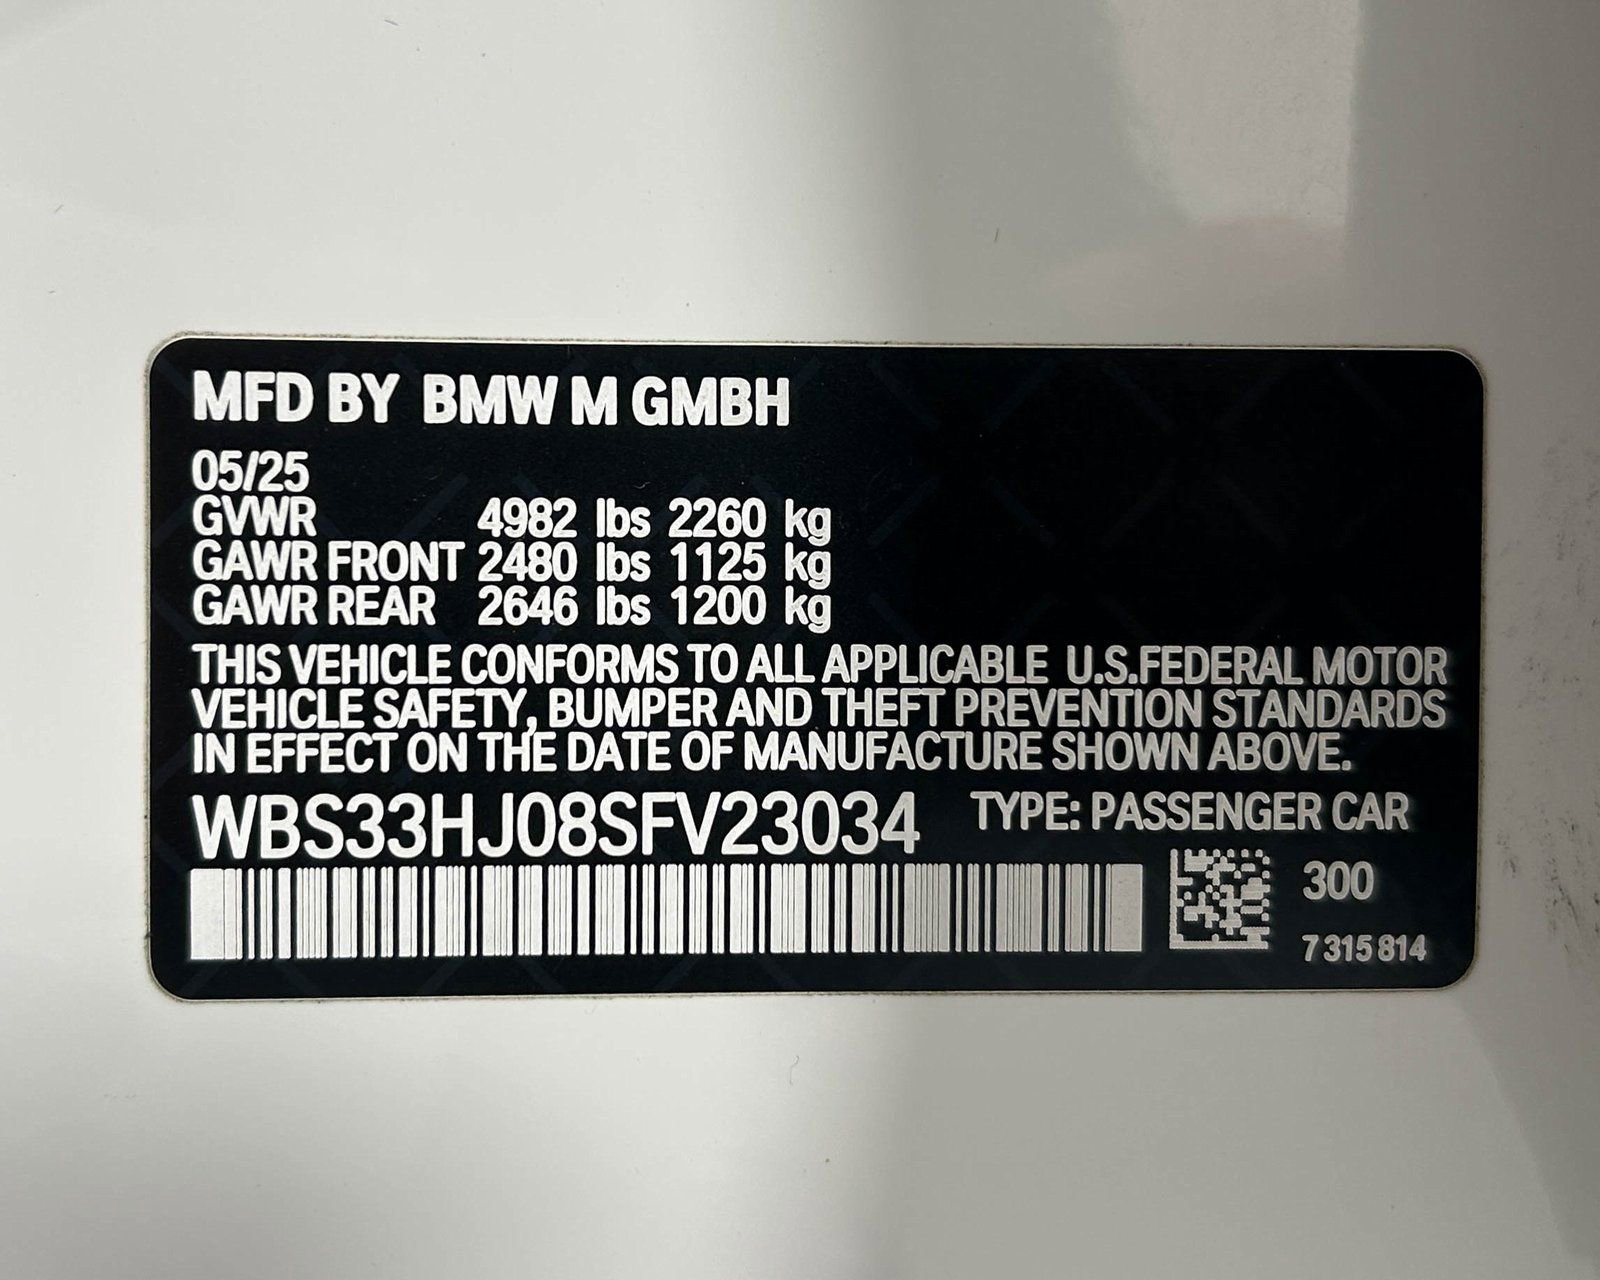 MFD BY BMW M GMBH
05/25
GVWR 4982 lbs 2260 kg
GAWR FRONT 2480 lbs 1125 kg
GAWR REAR 2646 lbs 1200 kg
THIS VEHICLE CONFORMS TO ALL APPLICABLE U.S.FEDERAL MOTOR
VEHICLE SAFETY, BUMPER AND THEFT PREVENTION STANDARDS
IN EFFECT ON THE DATE OF MANUFACTURE SHOWN ABOVE.
WBS33HJ08SFV23034 TYPE: PASSENGER CAR
300
7 315 814